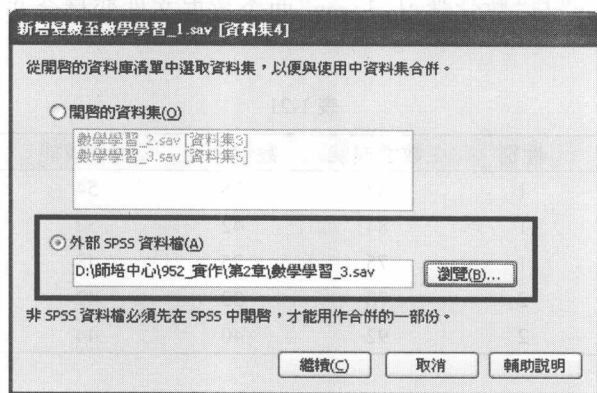 新增變數至數學學習_1.sav [資料集4]
從開啓的資料庫清單中選取資料集，以便與使用中資料集合併。
開啓的資料集(O)
數學學習_2.sav [資料集3]
數學學習_3.sav [資料集5]
外部 SPSS 資料檔(A)
D:\師培中心\952_實作\第2章\數學學習_3.sav
瀏覽(B)...
非 SPSS 資料檔必須先在 SPSS 中開啓，才能用作合併的一部份。
繼續(C) 取消 輔助說明